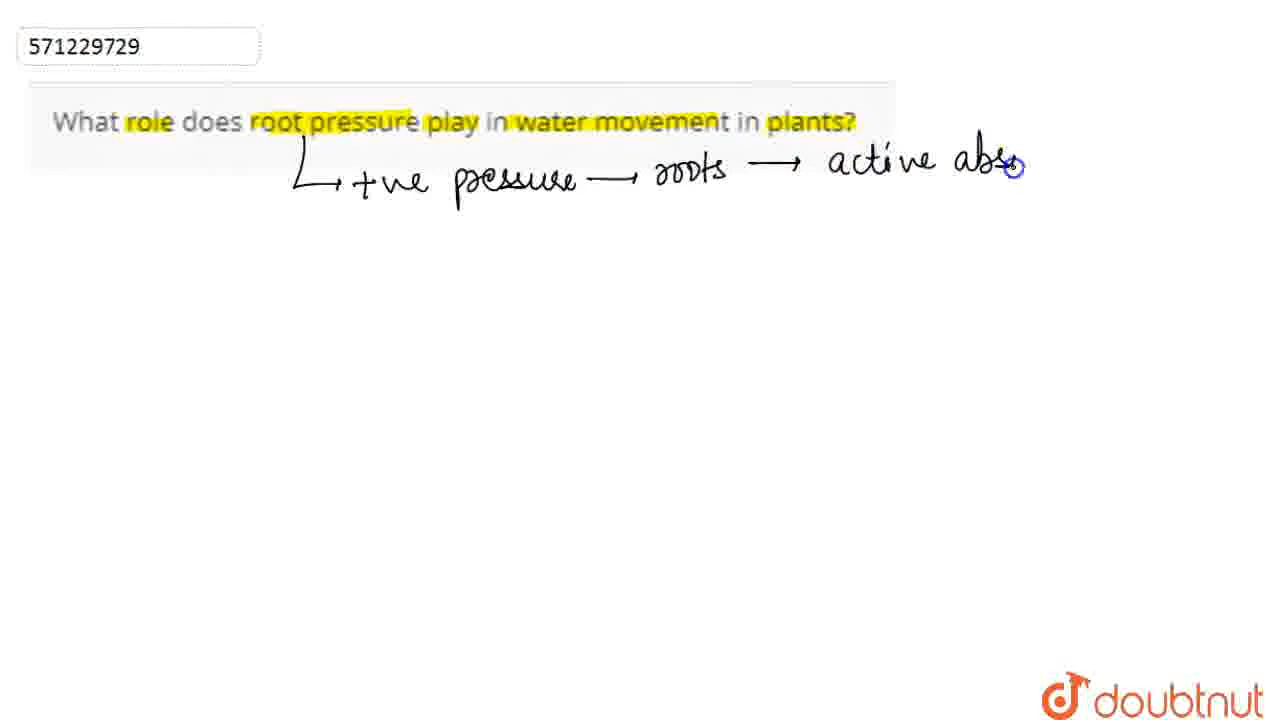 571229729
What role does root pressure play in water movement in plants?
+ve pressure → roots → active abs
doubtnut